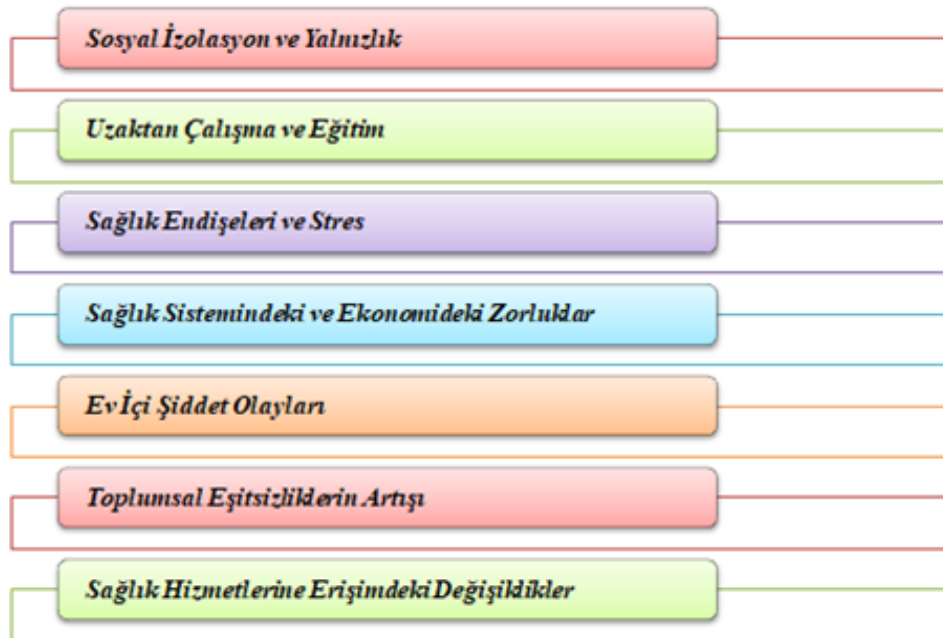 Sosyal İzolasyon ve Yalnızlık
Uzaktan Çalışma ve Eğitim
Sağlık Endişeleri ve Stres
Sağlık Sistemindeki ve Ekonomideki Zorluklar
Ev İçi Şiddet Olayları
Toplumsal Eşitsizliklerin Artışı
Sağlık Hizmetlerine Erişimdeki Değişiklikler